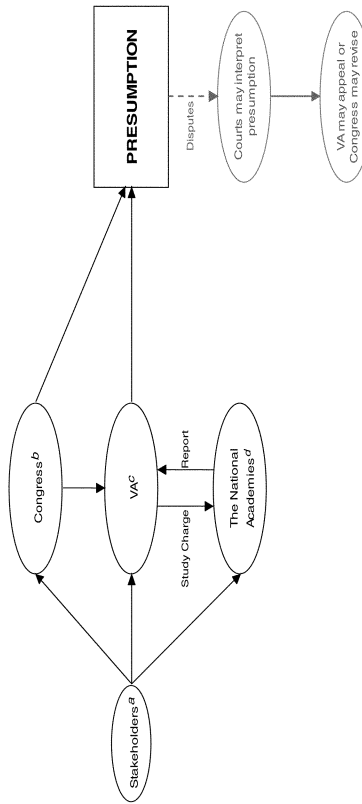 Stakeholders a
Congress b
VA c
Study Charge
Report
The National
Academies d
PRESUMPTION
Disputes
Courts may interpret
presumption
VA may appeal or
Congress may revise